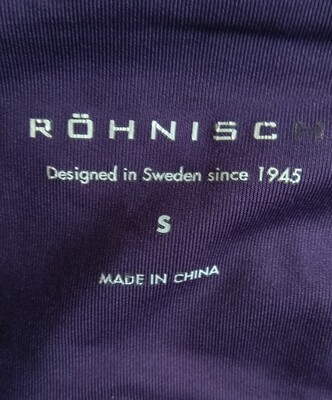 RÖHNISCH
Designed in Sweden since 1945
S
MADE IN CHINA